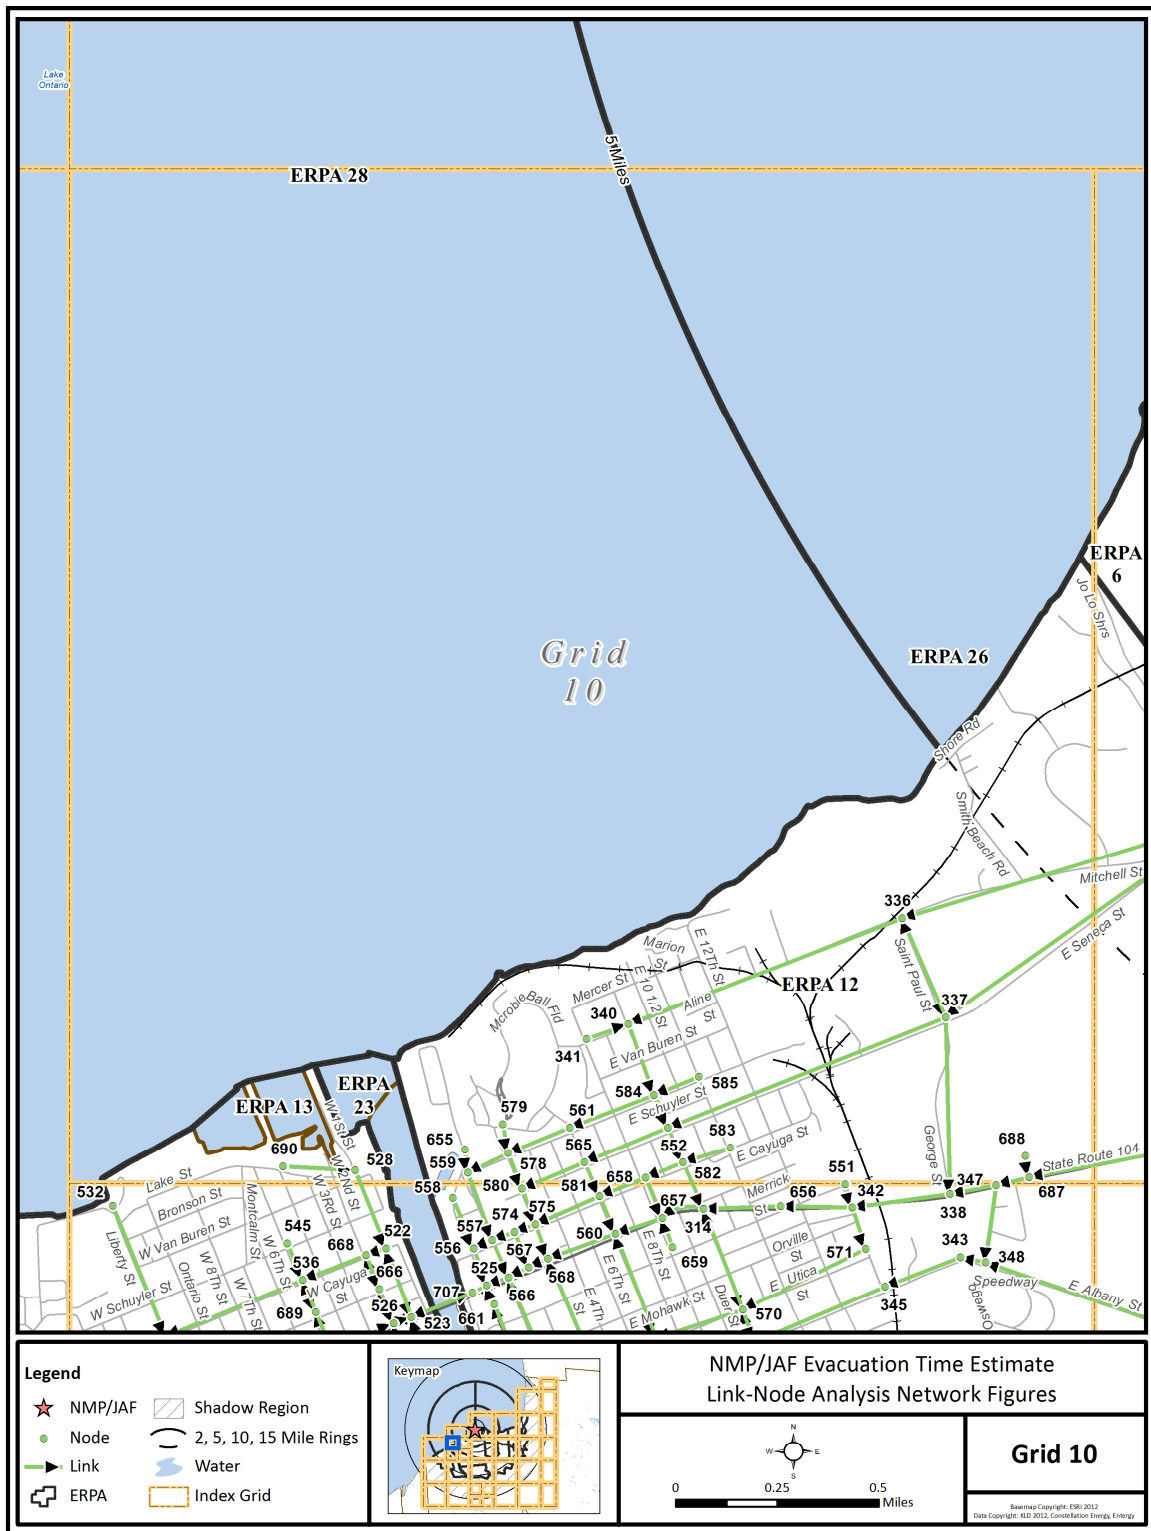 Lake
Ontario
5 Miles
ERPA 28
ERPA
6
Jo Lo Shrs
Grid
10
ERPA 26
Shore Rd
Smith Beach Rd
Mitchell St
336
E Seneca St
Saint Paul St
E 12Th St
Marion
St
ERPA 12
Mercer St
E 10 1/2 St
Mcrobie Ball Fld
Aline
St
337
340
341
E Van Buren St
ERPA
23
ERPA 13
W 1St St
584
585
E Schuyler St
579
561
655
565
552
583
E Cayuga St
George St
688
State Route 104
690
528
W 2Nd St
559
578
658
582
551
347
687
532
Lake St
558
580
581
Merrick
St
656
342
338
Bronson St
Montcalm St
W 3Rd St
574
575
657
314
545
W Van Buren St
522
557
560
E 8Th St
Orville
St
571
343
348
Liberty St
W 8Th St
W 6Th St
668
556
567
659
536
666
525
568
E 6Th St
E Utica
St
Speedway
W Schuyler St
Ontario St
W 7Th St
W Cayuga
St
707
566
E 4Th
St
Duer St
345
Oswego
E Albany St
689
526
523
661
E Mohawk St
570
Legend
NMP/JAF
Shadow Region
Node
2, 5, 10, 15 Mile Rings
Link
Water
ERPA
Index Grid
Keymap
NMP/JAF Evacuation Time Estimate
Link-Node Analysis Network Figures
N
W E
S
0 0.25 0.5
Miles
Grid 10
Basemap Copyright: ESRI 2012
Data Copyright: KLD 2012, Constellation Energy, Entergy